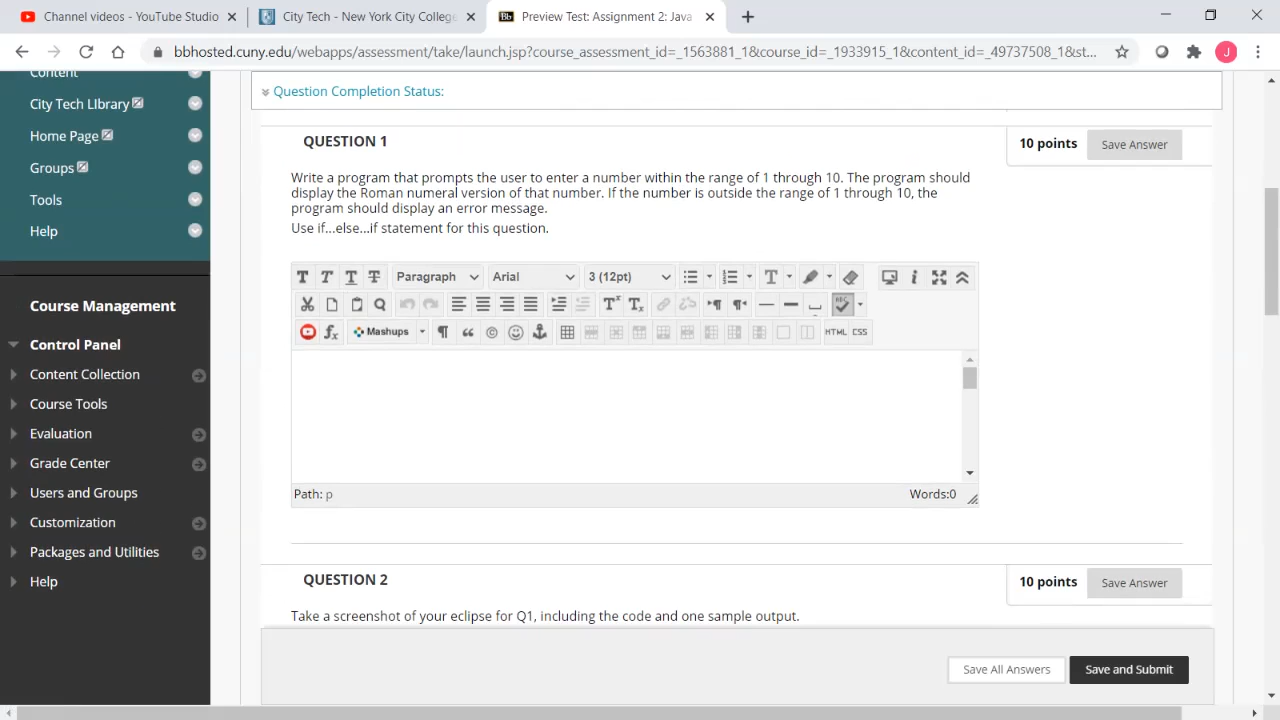 Channel videos - YouTube Studio
City Tech - New York City Colleg
Bb
Preview Test: Assignment 2: Java
bbhosted.cuny.edu/webapps/assessment/take/launch.jsp?course_assessment_id=_1563881_1&course_id=_1933915_1&content_id=_49737508_1&st...
J
Content
City Tech LIbrary
Home Page
Groups
Tools
Help
Course Management
Control Panel
Content Collection
Course Tools
Evaluation
Grade Center
Users and Groups
Customization
Packages and Utilities
Help
Question Completion Status:
QUESTION 1
10 points
Save Answer
Write a program that prompts the user to enter a number within the range of 1 through 10. The program should
display the Roman numeral version of that number. If the number is outside the range of 1 through 10, the
program should display an error message.
Use if...else...if statement for this question.
T T T T Paragraph Arial 3 (12pt) T
Mashups HTML CSS
Path: p
Words:0
QUESTION 2
10 points
Save Answer
Take a screenshot of your eclipse for Q1, including the code and one sample output.
Save All Answers
Save and Submit